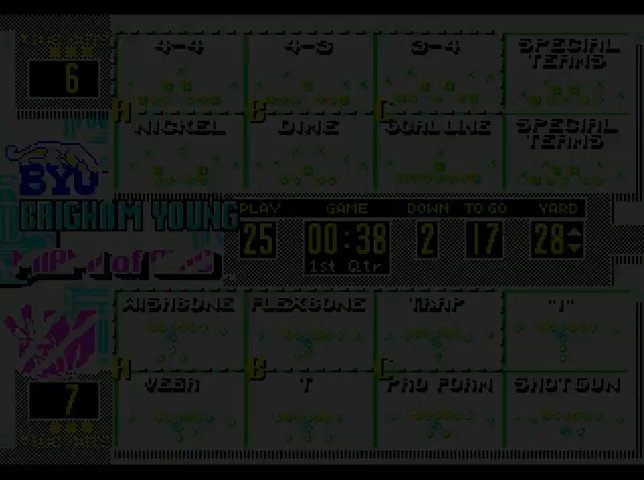 4-4
4-3
3-4
SPECIAL TEAMS
6
A
B
C
NICKEL
DIME
GOAL LINE
SPECIAL TEAMS
BYU
BRIGHAM YOUNG
PLAY
GAME
DOWN
TO GO
YARD
25
00:38
2
17
28
1st Qtr
WISHBONE
FLEXBONE
TRAP
"I"
A
B
C
7
VEER
T
PRO FORM
SHOTGUN